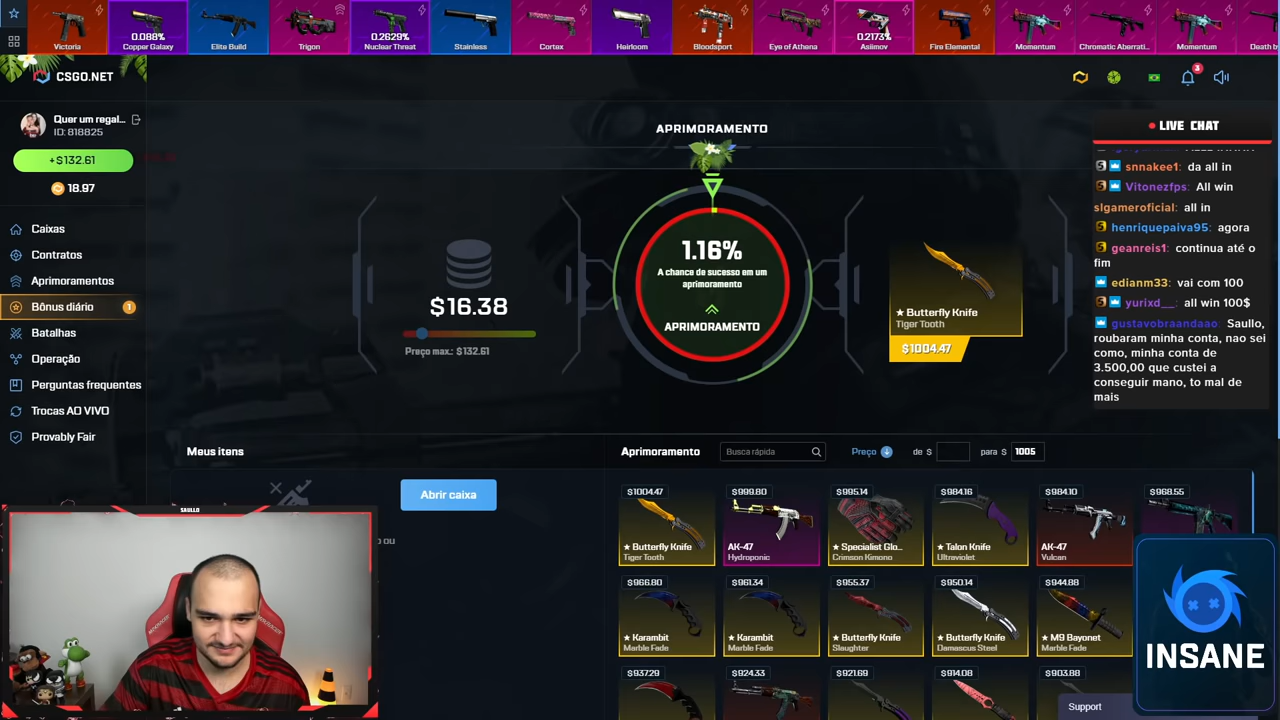 Victoria
0.088%
Copper Galaxy
Elite Build
Trigon
0.2629%
Nuclear Threat
Stainless
Cortex
Heirloom
Bloodsport
Eye of Athena
0.2173%
Asiimov
Fire Elemental
Momentum
Chromatic Aberrati...
Momentum
Death b
CSGO.NET
3
Quer um regal...
ID: 818825
+$132.61
18.97
Caixas
Contratos
Aprimoramentos
Bônus diário
1
Batalhas
Operação
Perguntas frequentes
Trocas AO VIVO
Provably Fair
APRIMORAMENTO
$16.38
Preço max.: $132.61
1.16%
A chance de sucesso em um
aprimoramento
APRIMORAMENTO
★ Butterfly Knife
Tiger Tooth
$1004.47
LIVE CHAT
snnakee1: da all in
Vitonezfps: All win
slgameroficial: all in
henriquepaiva95: agora
geanreis1: continua até o
fim
edianm33: vai com 100
yurixd__: all win 100$
gustavobraandaao: Saullo,
roubaram minha conta, nao sei
como, minha conta de
3.500,00 que custei a
conseguir mano, to mal de
mais
Meus itens
Abrir caixa
ou
Aprimoramento
Busca rápida
Preço
de $
para $
1005
$1004.47
★ Butterfly Knife
Tiger Tooth
$999.80
AK-47
Hydroponic
$995.14
★ Specialist Glo...
Crimson Kimono
$984.16
★ Talon Knife
Ultraviolet
$984.10
AK-47
Vulcan
$968.55
$966.80
★ Karambit
Marble Fade
$961.34
★ Karambit
Marble Fade
$955.37
★ Butterfly Knife
Slaughter
$950.14
★ Butterfly Knife
Damascus Steel
$944.88
★ M9 Bayonet
Marble Fade
$937.29
$924.33
$921.69
$914.08
$903.88
SAULLO
INSANE
Support